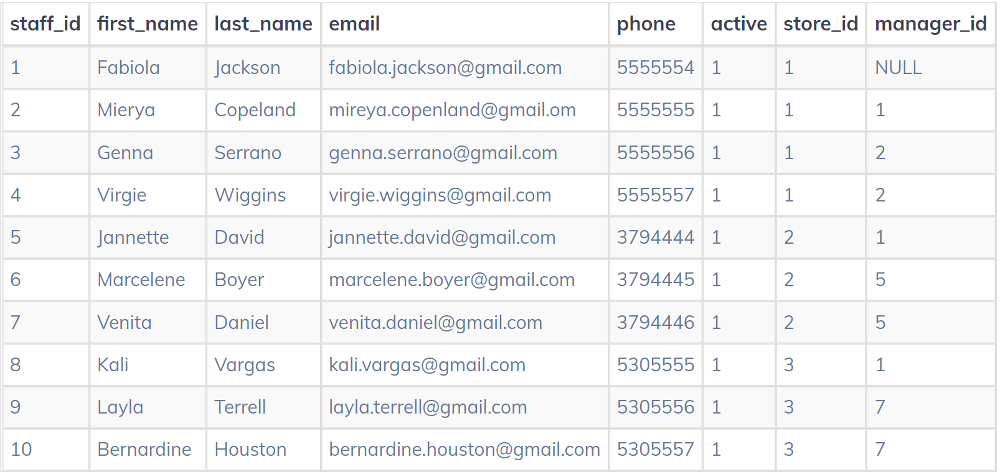 staff_id first_name last_name email phone active store_id manager_id
1 Fabiola Jackson fabiola.jackson@gmail.com 5555554 1 1 NULL
2 Mierya Copeland mireya.copenland@gmail.om 5555555 1 1 1
3 Genna Serrano genna.serrano@gmail.com 5555556 1 1 2
4 Virgie Wiggins virgie.wiggins@gmail.com 5555557 1 1 2
5 Jannette David jannette.david@gmail.com 3794444 1 2 1
6 Marcelene Boyer marcelene.boyer@gmail.com 3794445 1 2 5
7 Venita Daniel venita.daniel@gmail.com 3794446 1 2 5
8 Kali Vargas kali.vargas@gmail.com 5305555 1 3 1
9 Layla Terrell layla.terrell@gmail.com 5305556 1 3 7
10 Bernardine Houston bernardine.houston@gmail.com 5305557 1 3 7